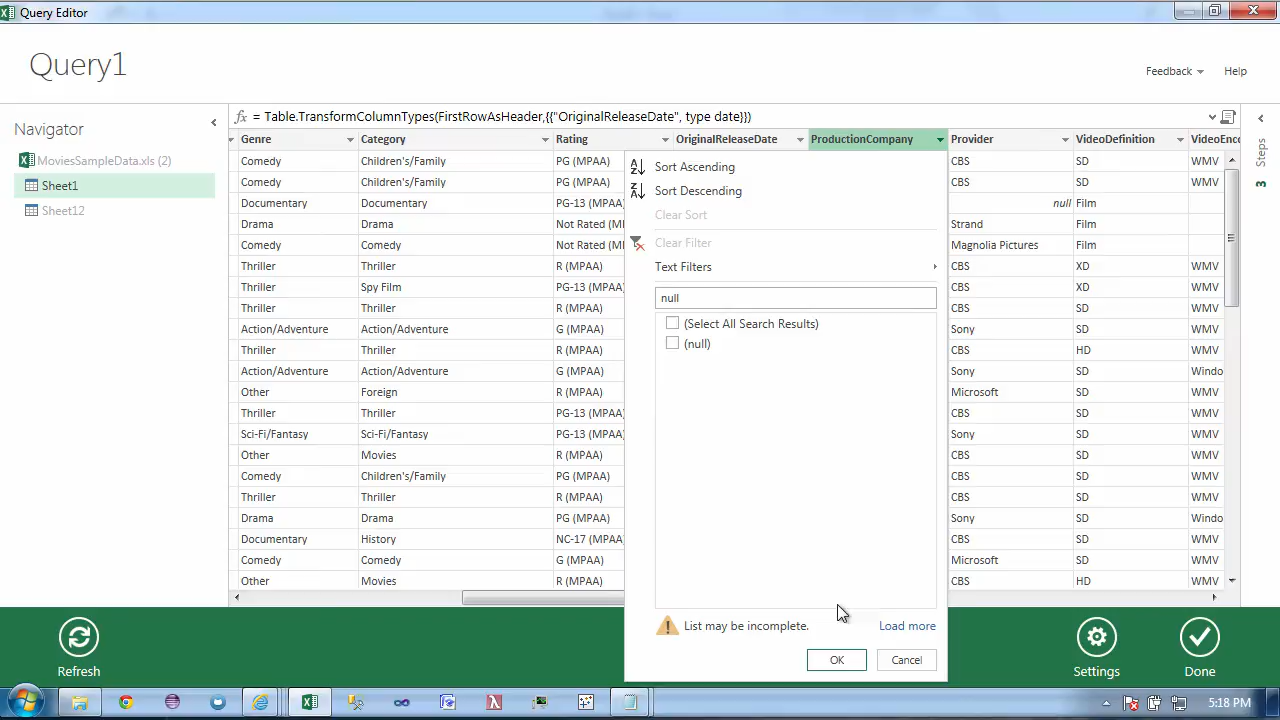 Query Editor
Query1
Feedback Help
Navigator
MoviesSampleData.xls (2)
Sheet1
Sheet12
fx = Table.TransformColumnTypes(FirstRowAsHeader,{{"OriginalReleaseDate", type date}})
Steps
3
Genre Category Rating OriginalReleaseDate ProductionCompany Provider VideoDefinition VideoEnco
Comedy Children's/Family PG (MPAA) CBS SD WMV
Comedy Children's/Family PG (MPAA) CBS SD WMV
Documentary Documentary PG-13 (MPAA) null Film
Drama Drama Not Rated (M Strand Film
Comedy Comedy Not Rated (M Magnolia Pictures Film
Thriller Thriller R (MPAA) CBS XD WMV
Thriller Spy Film PG-13 (MPAA) CBS XD WMV
Thriller Thriller R (MPAA) CBS SD WMV
Action/Adventure Action/Adventure G (MPAA) Sony SD WMV
Thriller Thriller R (MPAA) CBS HD WMV
Action/Adventure Action/Adventure G (MPAA) Sony SD Windo
Other Foreign R (MPAA) Microsoft SD WMV
Thriller Thriller PG-13 (MPAA) CBS SD WMV
Sci-Fi/Fantasy Sci-Fi/Fantasy PG-13 (MPAA) Sony SD WMV
Other Movies R (MPAA) CBS SD WMV
Comedy Children's/Family PG (MPAA) CBS SD WMV
Thriller Thriller R (MPAA) CBS SD WMV
Drama Drama PG (MPAA) Sony SD Windo
Documentary History NC-17 (MPAA) CBS SD WMV
Comedy Comedy G (MPAA) Microsoft SD WMV
Other Movies R (MPAA) CBS HD WMV
Sort Ascending
Sort Descending
Clear Sort
Clear Filter
Text Filters
null
(Select All Search Results)
(null)
List may be incomplete. Load more
OK Cancel
Refresh Settings Done
5:18 PM